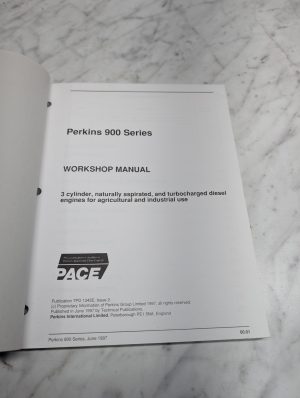 Perkins 900 Series
WORKSHOP MANUAL
3 cylinder, naturally aspirated, and turbocharged diesel
engines for agricultural and industrial use
PACE
Publication TPD 1342E, Issue 2
(c) Proprietary information of Perkins Group Limited 1997, all rights reserved.
Published in June 1997 by Technical Publications,
Perkins International Limited, Peterborough PE1 5NA, England
Perkins 900 Series, June 1997